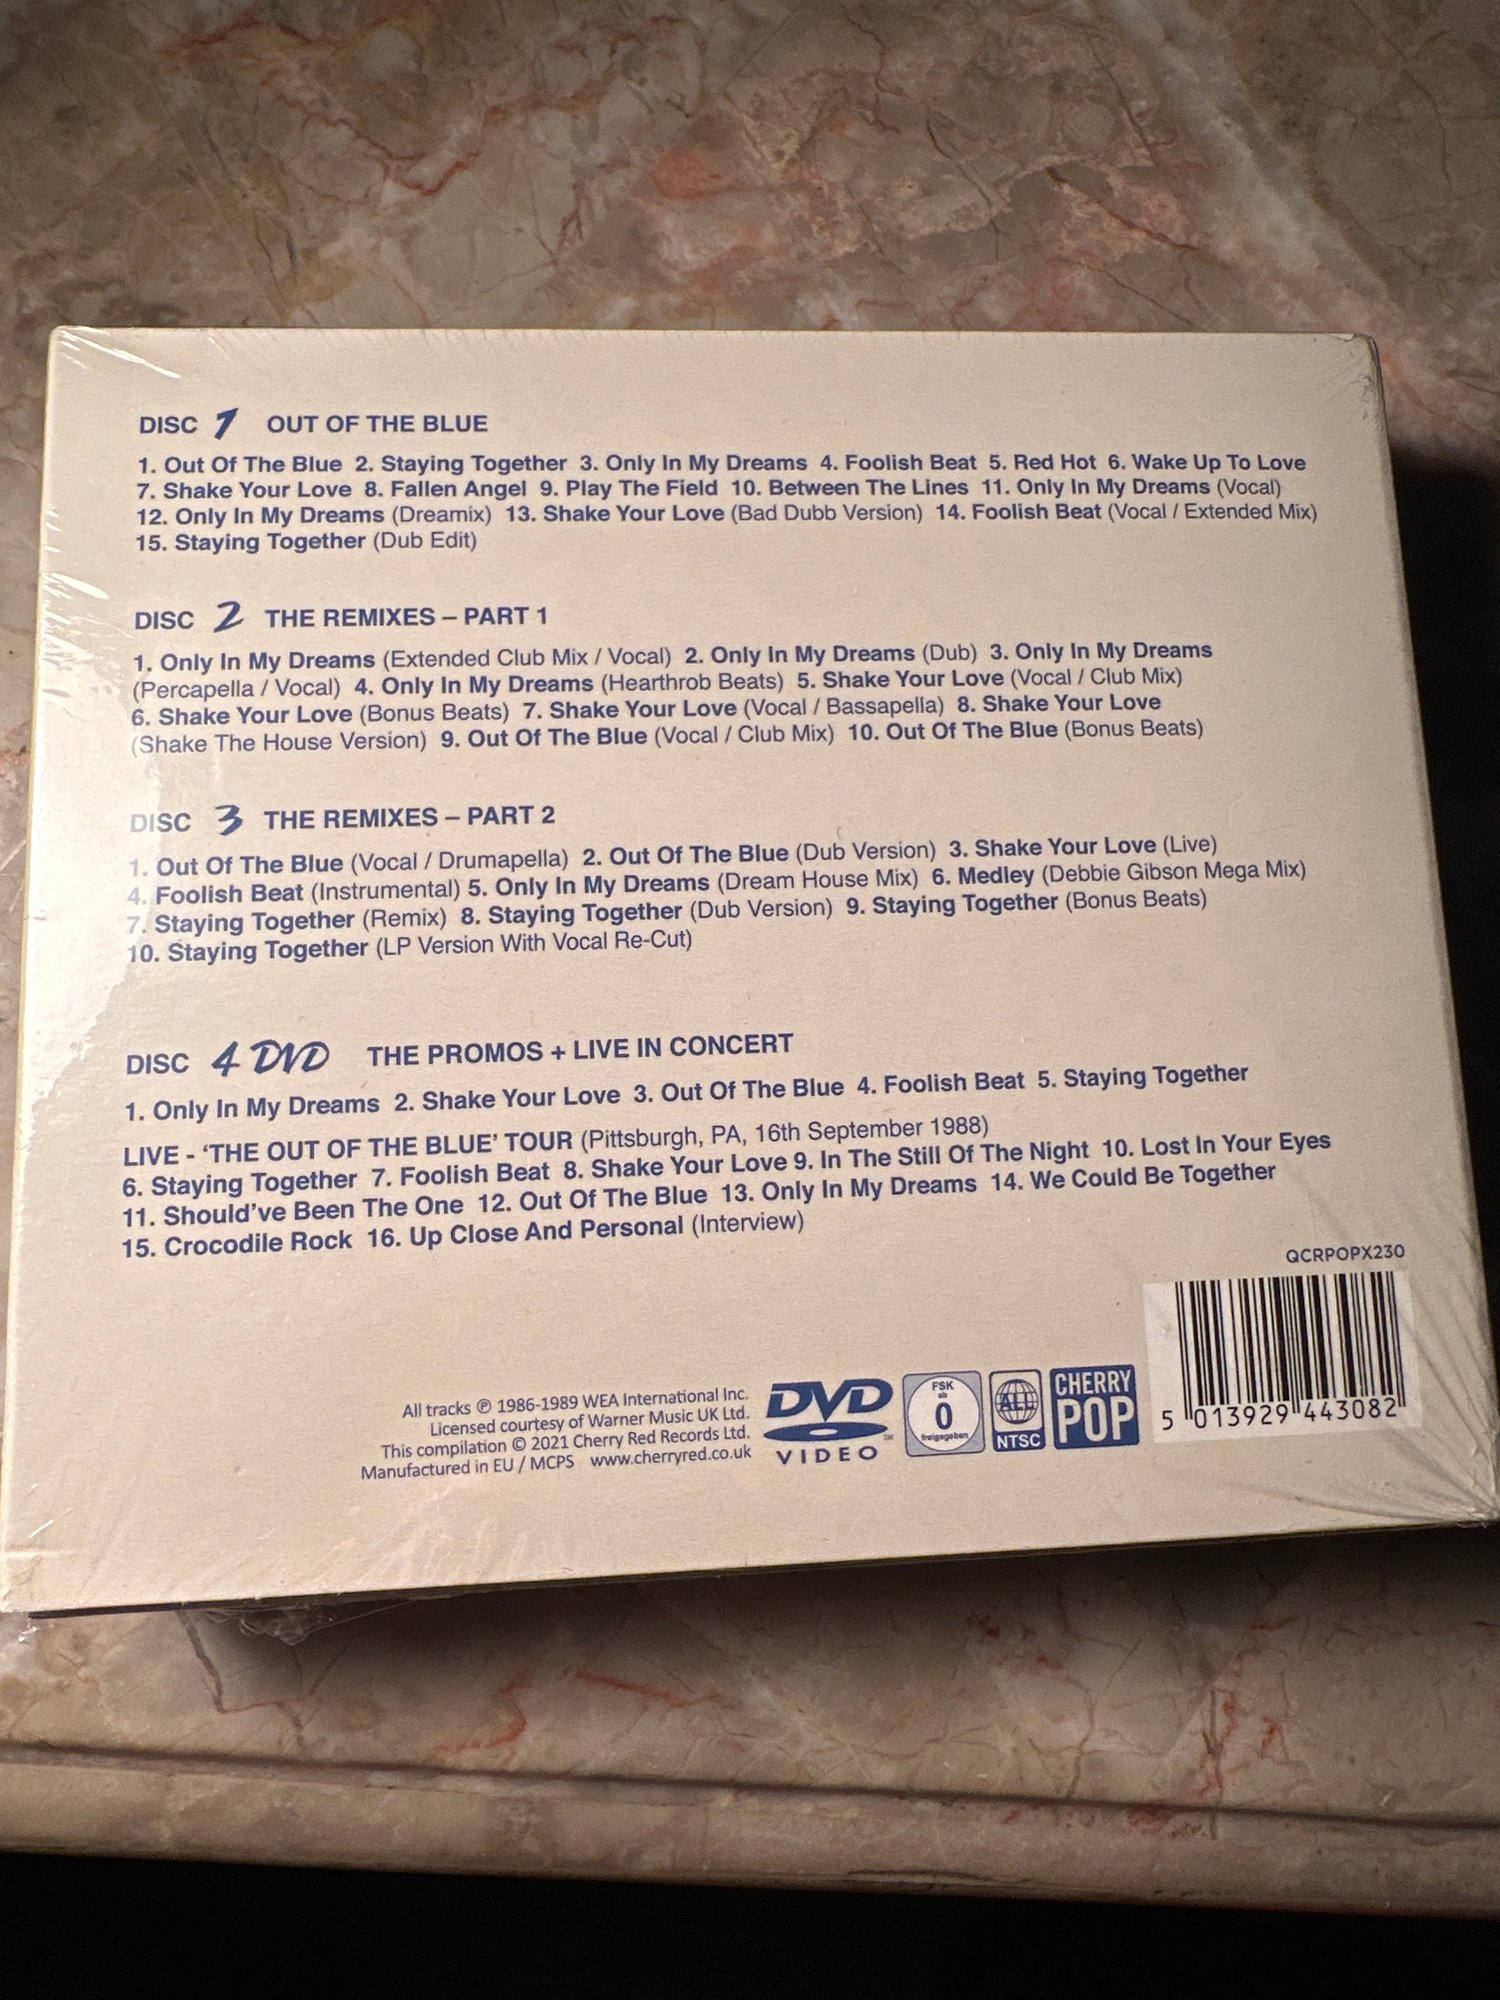 DISC 1 OUT OF THE BLUE
1. Out Of The Blue 2. Staying Together 3. Only In My Dreams 4. Foolish Beat 5. Red Hot 6. Wake Up To Love
7. Shake Your Love 8. Fallen Angel 9. Play The Field 10. Between The Lines 11. Only In My Dreams (Vocal)
12. Only In My Dreams (Dreamix) 13. Shake Your Love (Bad Dubb Version) 14. Foolish Beat (Vocal / Extended Mix)
15. Staying Together (Dub Edit)
DISC 2 THE REMIXES – PART 1
1. Only In My Dreams (Extended Club Mix / Vocal) 2. Only In My Dreams (Dub) 3. Only In My Dreams
(Percapella / Vocal) 4. Only In My Dreams (Hearthrob Beats) 5. Shake Your Love (Vocal / Club Mix)
6. Shake Your Love (Bonus Beats) 7. Shake Your Love (Vocal / Bassapella) 8. Shake Your Love
(Shake The House Version) 9. Out Of The Blue (Vocal / Club Mix) 10. Out Of The Blue (Bonus Beats)
DISC 3 THE REMIXES – PART 2
1. Out Of The Blue (Vocal / Drumapella) 2. Out Of The Blue (Dub Version) 3. Shake Your Love (Live)
4. Foolish Beat (Instrumental) 5. Only In My Dreams (Dream House Mix) 6. Medley (Debbie Gibson Mega Mix)
7. Staying Together (Remix) 8. Staying Together (Dub Version) 9. Staying Together (Bonus Beats)
10. Staying Together (LP Version With Vocal Re-Cut)
DISC 4 DVD THE PROMOS + LIVE IN CONCERT
1. Only In My Dreams 2. Shake Your Love 3. Out Of The Blue 4. Foolish Beat 5. Staying Together
LIVE - ‘THE OUT OF THE BLUE’ TOUR (Pittsburgh, PA, 16th September 1988)
6. Staying Together 7. Foolish Beat 8. Shake Your Love 9. In The Still Of The Night 10. Lost In Your Eyes
11. Should’ve Been The One 12. Out Of The Blue 13. Only In My Dreams 14. We Could Be Together
15. Crocodile Rock 16. Up Close And Personal (Interview)
QCRPOPX230
All tracks ℗ 1986-1989 WEA International Inc.
Licensed courtesy of Warner Music UK Ltd.
This compilation © 2021 Cherry Red Records Ltd.
Manufactured in EU / MCPS www.cherryred.co.uk
DVD
VIDEO™
FSK
ab
0
freigegeben
ALL
NTSC
CHERRY
POP
5 013929 443082